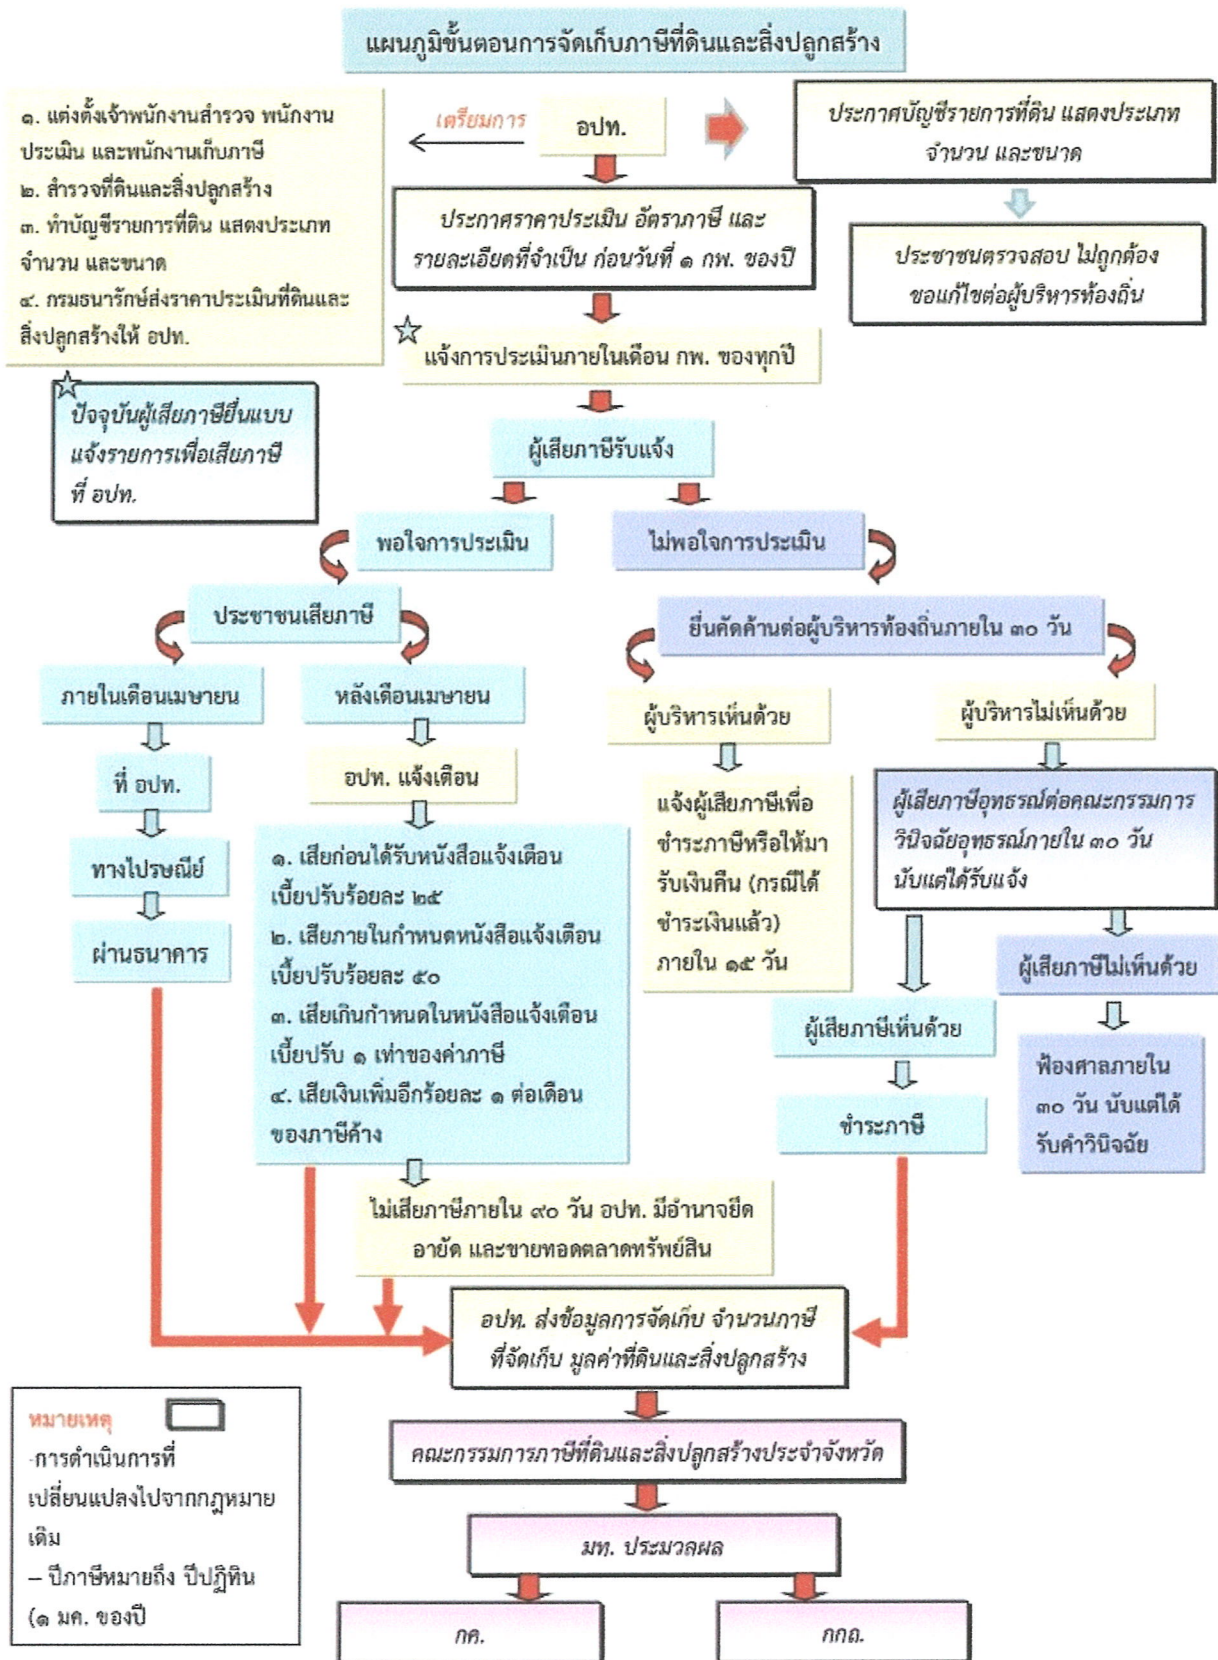 แผนภูมิขั้นตอนการจัดเก็บภาษีที่ดินและสิ่งปลูกสร้าง
๑. แต่งตั้งเจ้าพนักงานสำรวจ พนักงาน
ประเมิน และพนักงานเก็บภาษี
๒. สำรวจที่ดินและสิ่งปลูกสร้าง
๓. ทำบัญชีรายการที่ดิน แสดงประเภท
จำนวน และขนาด
๔. กรมธนารักษ์ส่งราคาประเมินที่ดินและ
สิ่งปลูกสร้างให้ อปท.
เตรียมการ
อปท.
ประกาศบัญชีรายการที่ดิน แสดงประเภท
จำนวน และขนาด
ประชาชนตรวจสอบ ไม่ถูกต้อง
ขอแก้ไขต่อผู้บริหารท้องถิ่น
ประกาศราคาประเมิน อัตราภาษี และ
รายละเอียดที่จำเป็น ก่อนวันที่ ๑ กพ. ของปี
แจ้งการประเมินภายในเดือน กพ. ของทุกปี
ปัจจุบันผู้เสียภาษียื่นแบบ
แจ้งรายการเพื่อเสียภาษี
ที่ อปท.
ผู้เสียภาษีรับแจ้ง
พอใจการประเมิน
ไม่พอใจการประเมิน
ประชาชนเสียภาษี
ยื่นคัดค้านต่อผู้บริหารท้องถิ่นภายใน ๓๐ วัน
ภายในเดือนเมษายน
หลังเดือนเมษายน
ผู้บริหารเห็นด้วย
ผู้บริหารไม่เห็นด้วย
ที่ อปท.
ทางไปรษณีย์
ผ่านธนาคาร
อปท. แจ้งเตือน
๑. เสียก่อนได้รับหนังสือแจ้งเตือน
เบี้ยปรับร้อยละ ๒๕
๒. เสียภายในกำหนดหนังสือแจ้งเตือน
เบี้ยปรับร้อยละ ๕๐
๓. เสียเกินกำหนดในหนังสือแจ้งเตือน
เบี้ยปรับ ๑ เท่าของค่าภาษี
๔. เสียเงินเพิ่มอีกร้อยละ ๑ ต่อเดือน
ของภาษีค้าง
แจ้งผู้เสียภาษีเพื่อ
ชำระภาษีหรือให้มา
รับเงินคืน (กรณีได้
ชำระเงินแล้ว)
ภายใน ๑๕ วัน
ผู้เสียภาษีอุทธรณ์ต่อคณะกรรมการ
วินิจฉัยอุทธรณ์ภายใน ๓๐ วัน
นับแต่ได้รับแจ้ง
ผู้เสียภาษีไม่เห็นด้วย
ผู้เสียภาษีเห็นด้วย
ฟ้องศาลภายใน
๓๐ วัน นับแต่ได้
รับคำวินิจฉัย
ชำระภาษี
ไม่เสียภาษีภายใน ๙๐ วัน อปท. มีอำนาจยึด
อายัด และขายทอดตลาดทรัพย์สิน
อปท. ส่งข้อมูลการจัดเก็บ จำนวนภาษี
ที่จัดเก็บ มูลค่าที่ดินและสิ่งปลูกสร้าง
คณะกรรมการภาษีที่ดินและสิ่งปลูกสร้างประจำจังหวัด
มท. ประมวลผล
กค.
กกถ.
หมายเหตุ
-การดำเนินการที่
เปลี่ยนแปลงไปจากกฎหมาย
เดิม
– ปีภาษีหมายถึง ปีปฏิทิน
(๑ มค. ของปี